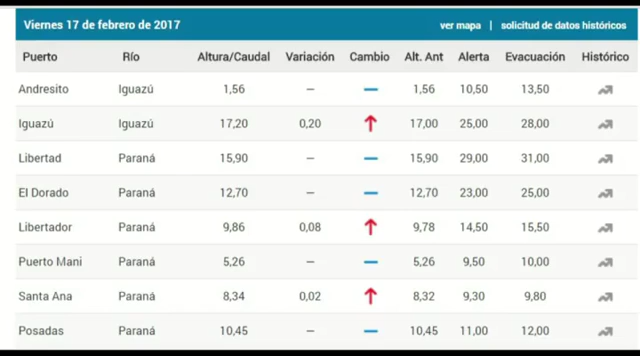 Viernes 17 de febrero de 2017 ver mapa | solicitud de datos históricos
Puerto Río Altura/Caudal Variación Cambio Alt. Ant Alerta Evacuación Histórico
Andresito Iguazú 1,56 – 1,56 10,50 13,50
Iguazú Iguazú 17,20 0,20 17,00 25,00 28,00
Libertad Paraná 15,90 – 15,90 29,00 31,00
El Dorado Paraná 12,70 – 12,70 23,00 25,00
Libertador Paraná 9,86 0,08 9,78 14,50 15,50
Puerto Mani Paraná 5,26 – 5,26 9,50 10,00
Santa Ana Paraná 8,34 0,02 8,32 9,30 9,80
Posadas Paraná 10,45 – 10,45 11,00 12,00